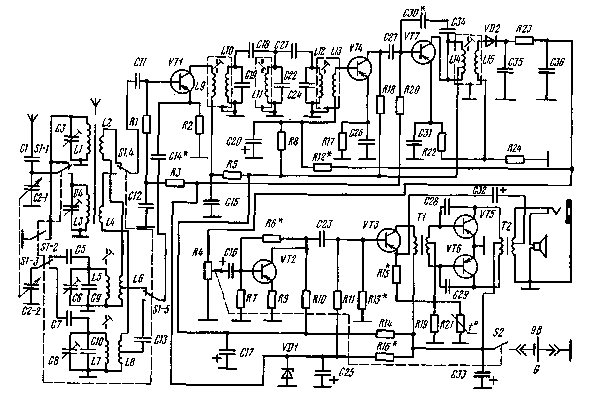 C30*
C34
VD2
R23
C18
C21
C27
VT7
C11
VT1
L10
L12
L13
VT4
L14
L15
C35
C36
L9
C19
L11
C22
C24
R18
R20
C3
L2
R1
R2
C1
S1-1
L1
S1.4
C14*
C20
R8
R17
C26
C31
R22
R24
R12*
C2-1
R3
R5
C4
C12
C15
C32
L3
L4
C28
VT5
R6*
C23
VT3
T1
T2
S1-2
C5
R4
C16
VT2
VT6
S1-3
L5
L6
S1-5
R15
C29
C2-2
C6
C9
R7
R9
R10
R11
R13*
C7
R19
R21
t°
C13
R14
S2
9В
C10
R16*
C8
L7
L8
C17
VD1
C25
C33
G